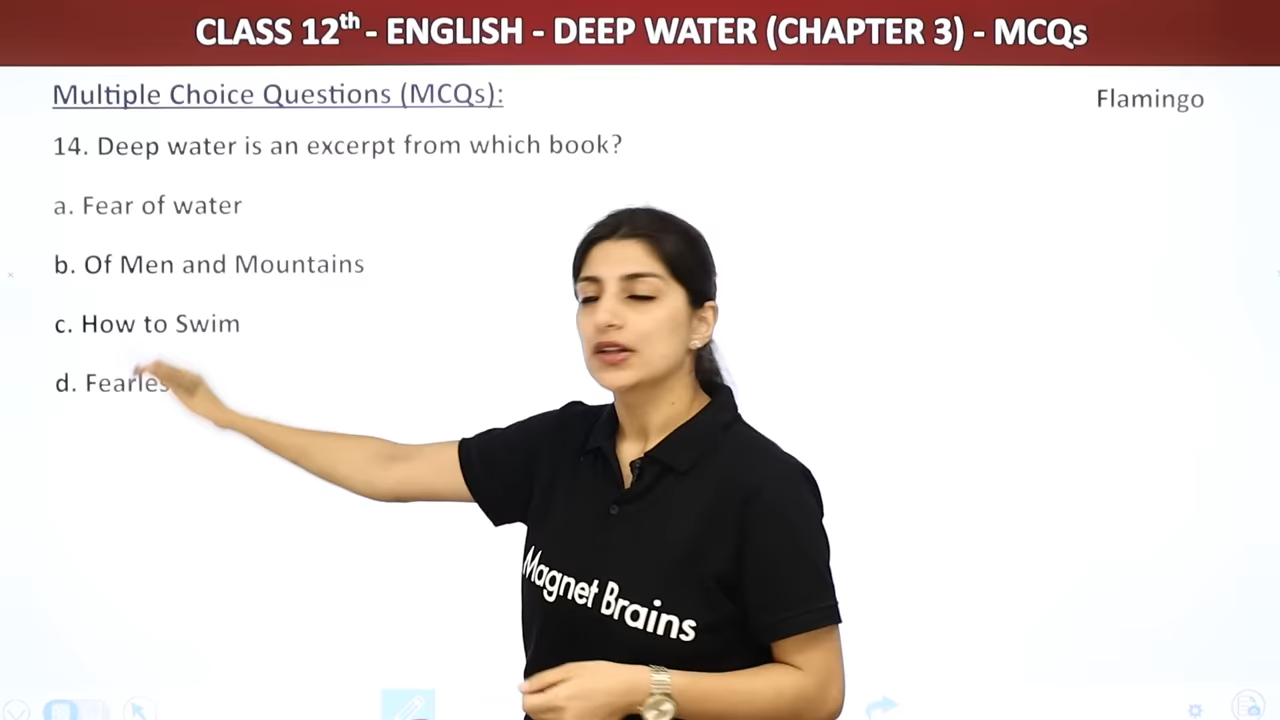 CLASS 12th - ENGLISH - DEEP WATER (CHAPTER 3) - MCQs
Multiple Choice Questions (MCQs):
Flamingo
14. Deep water is an excerpt from which book?
a. Fear of water
b. Of Men and Mountains
c. How to Swim
d. Fearles
Magnet Brains